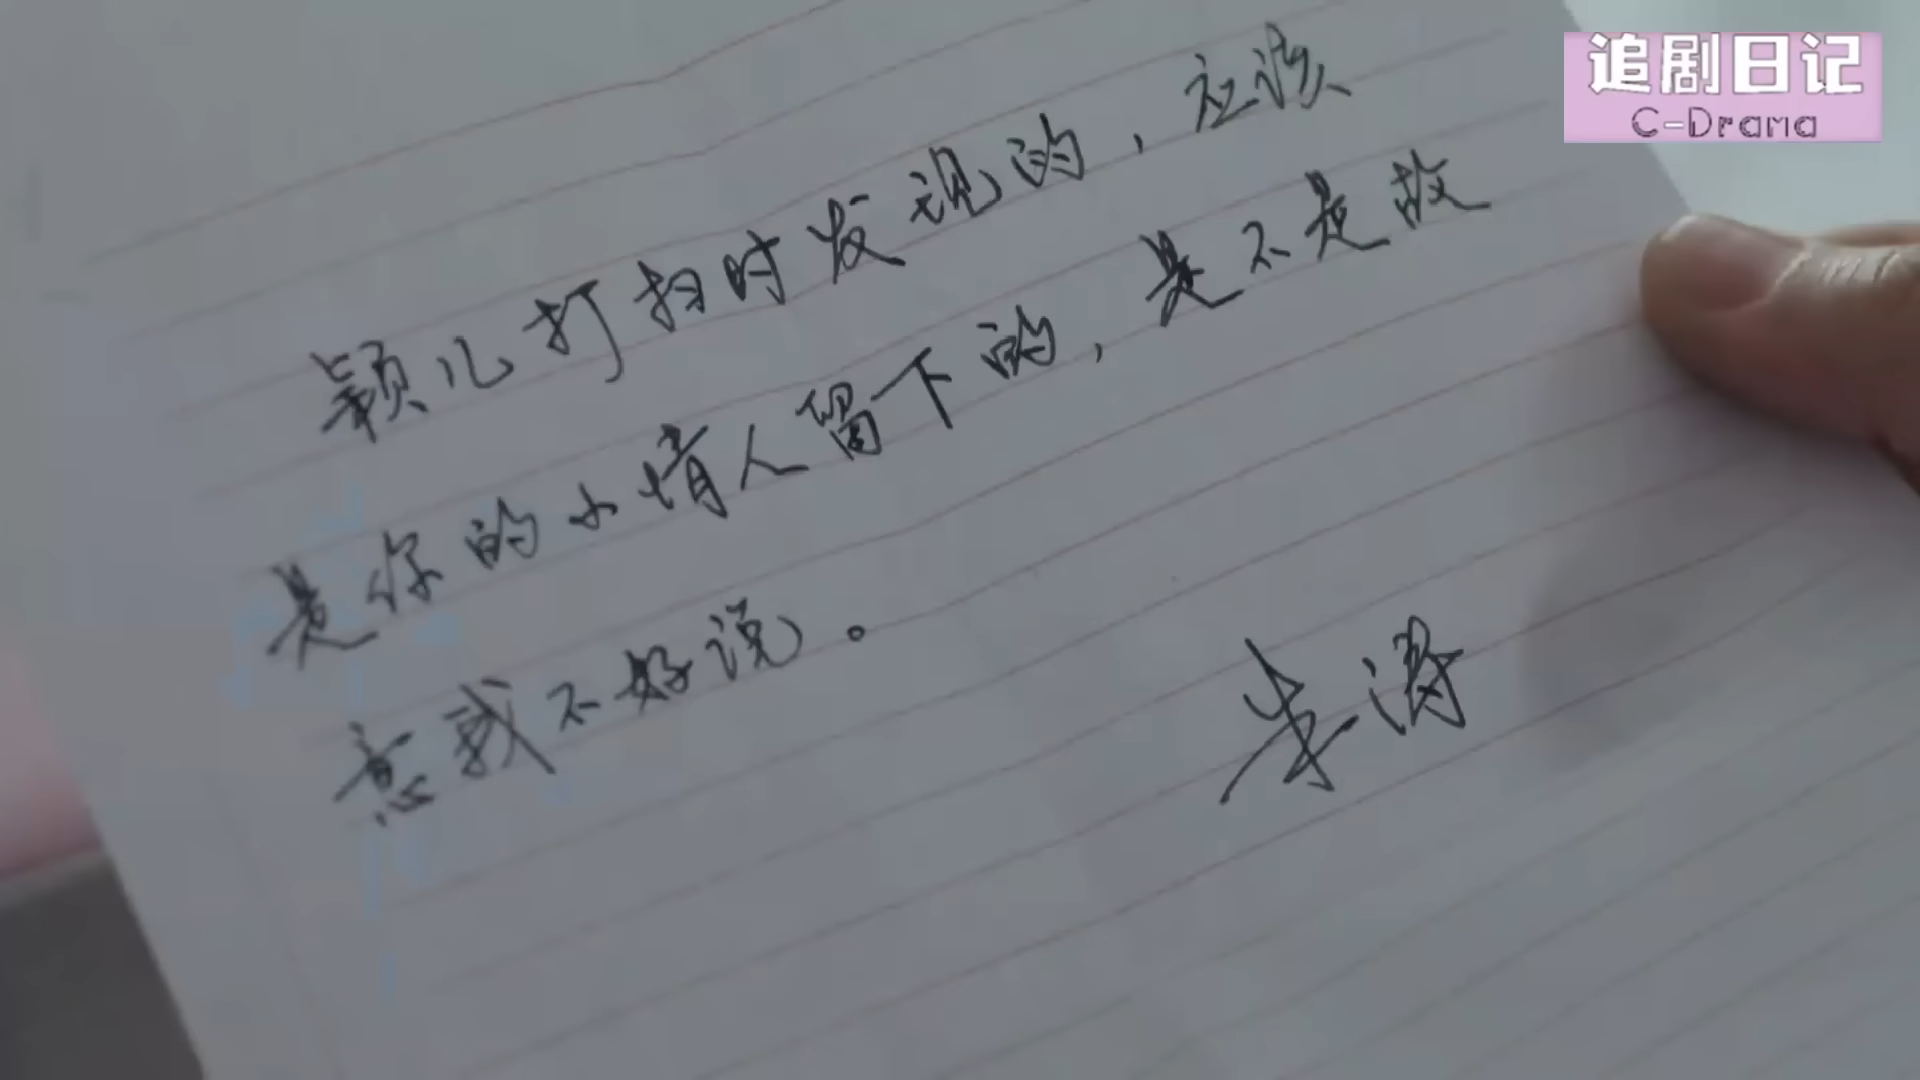 追剧日记
C-Drama
颖儿打扫时发现的，应该
是你的小情人留下的，是不是故
意我不好说。
朱涛